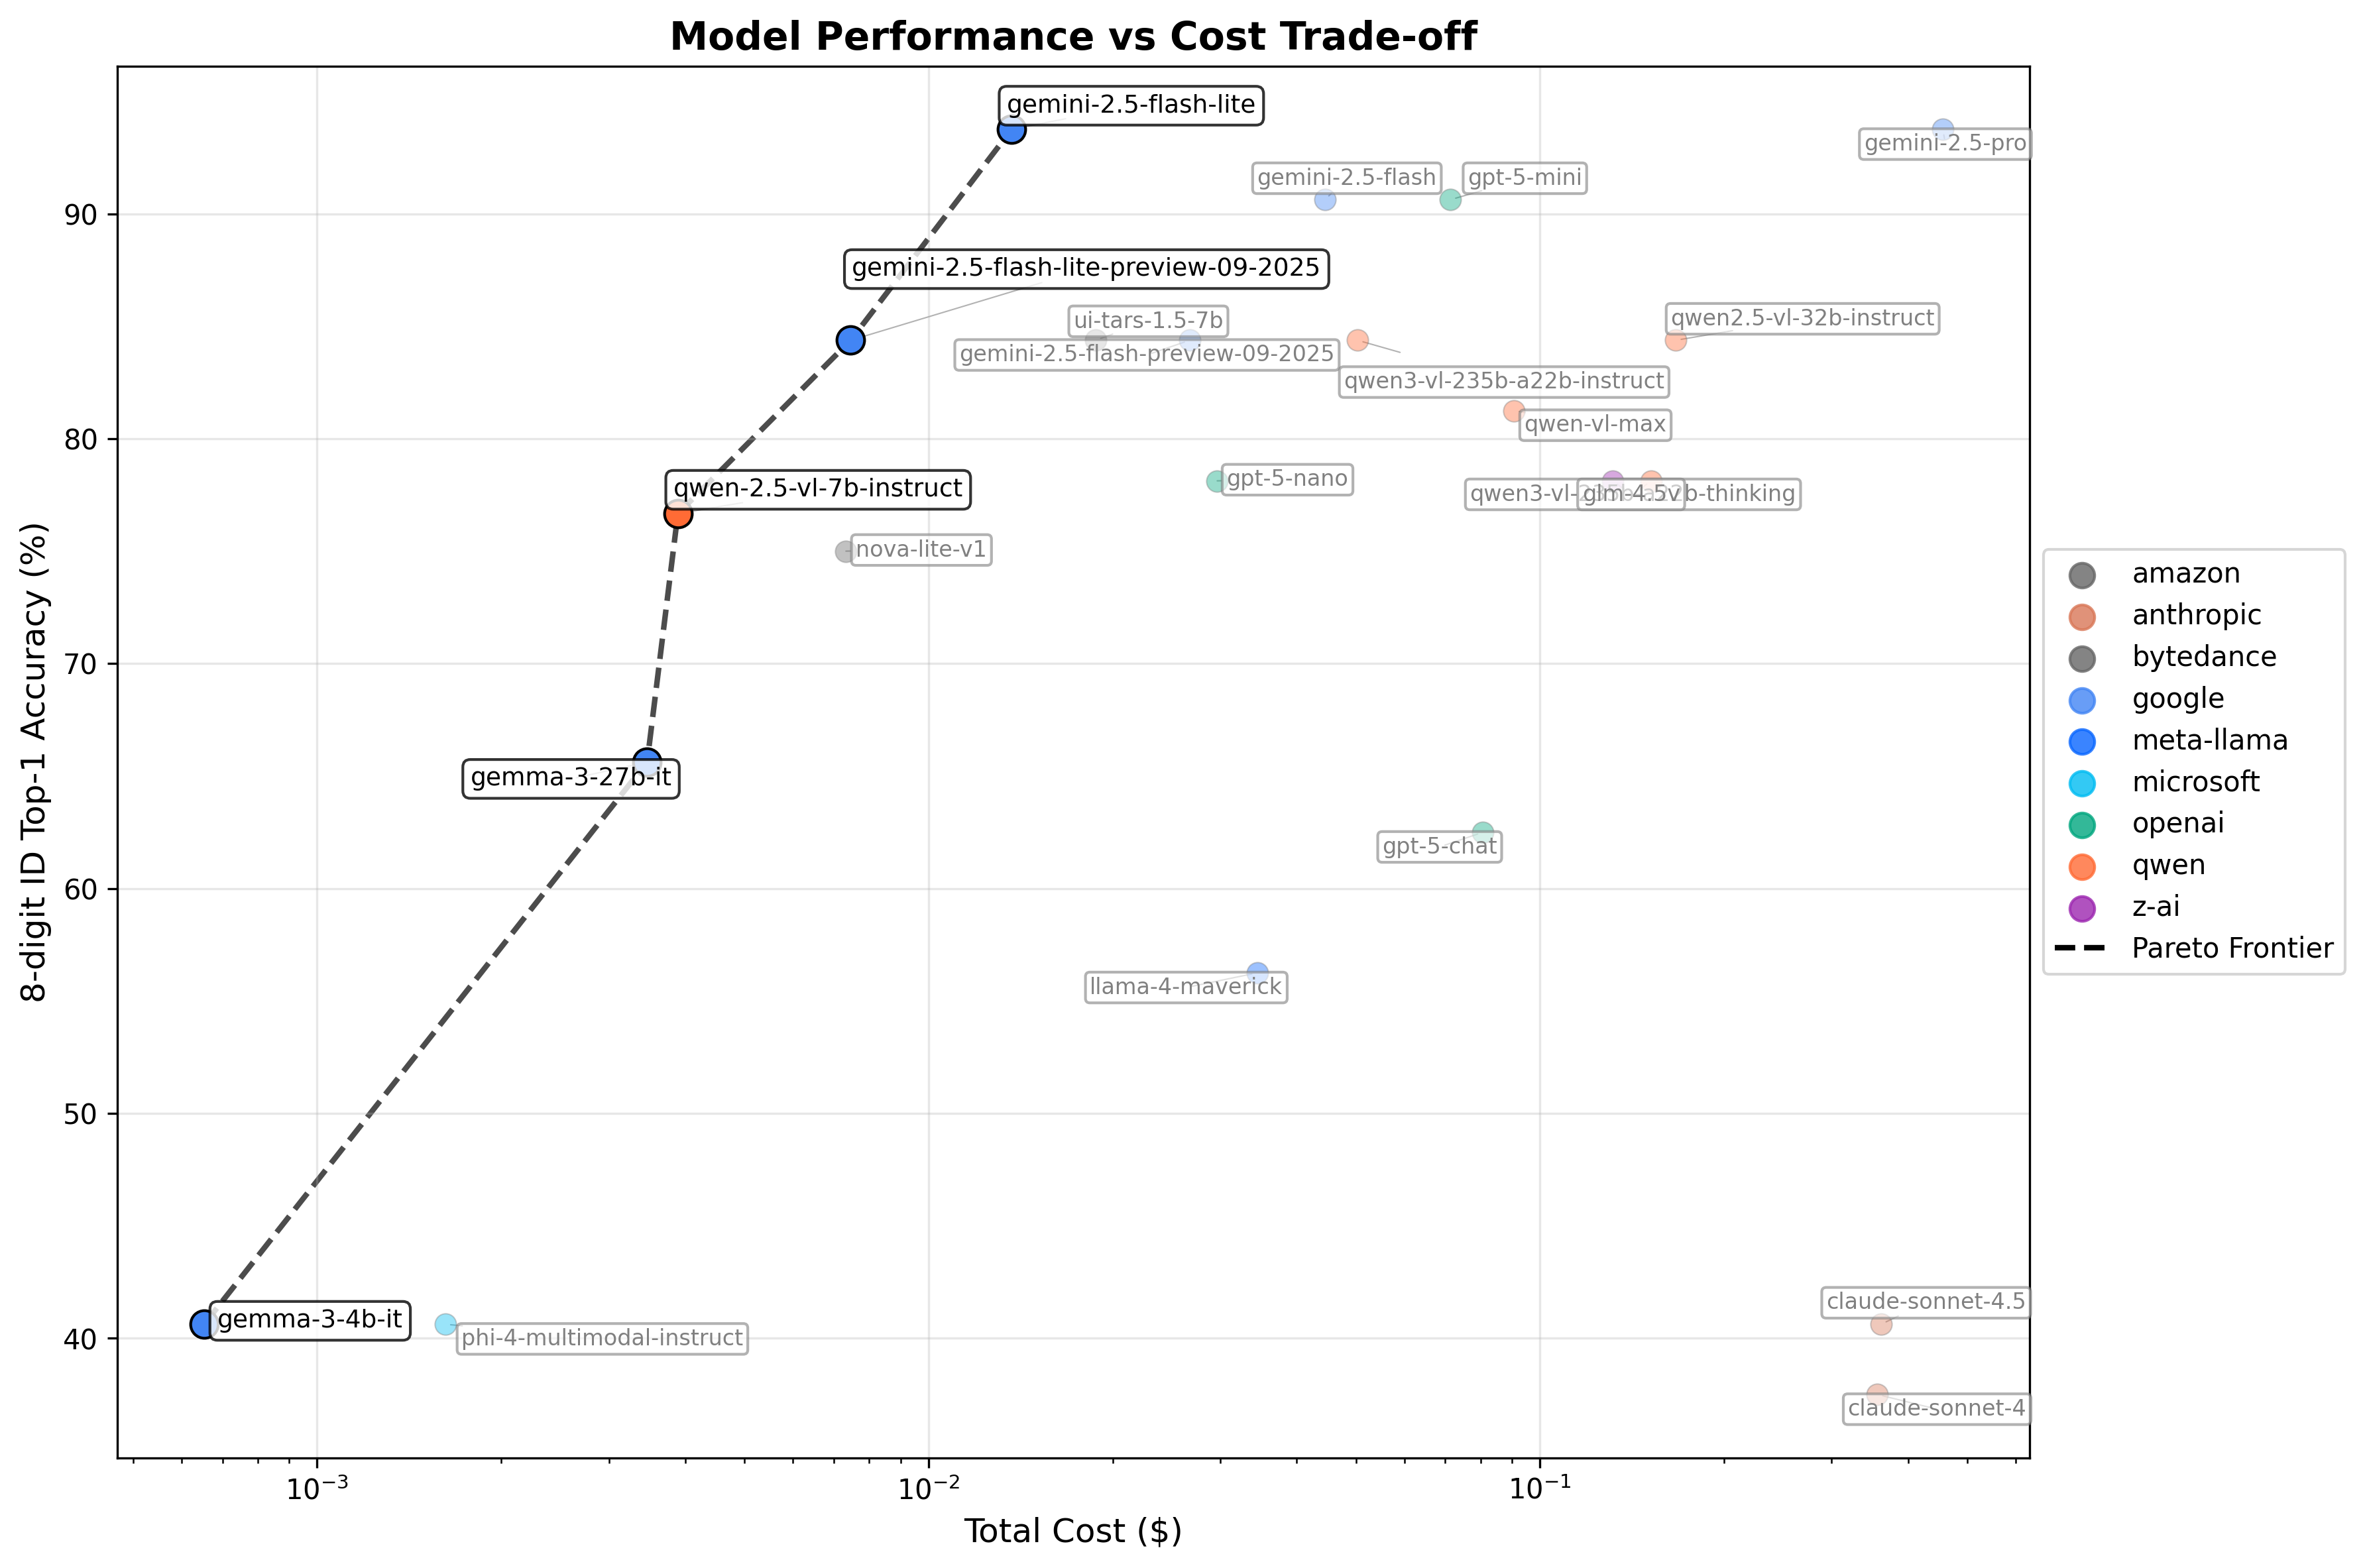 Model Performance vs Cost Trade-off
gemini-2.5-flash-lite
gemini-2.5-pro
gemini-2.5-flash
gpt-5-mini
90
gemini-2.5-flash-lite-preview-09-2025
ui-tars-1.5-7b
qwen2.5-vl-32b-instruct
gemini-2.5-flash-preview-09-2025
qwen3-vl-235b-a22b-instruct
80
qwen-vl-max
gpt-5-nano
qwen-2.5-vl-7b-instruct
qwen3-vl-235b-a22b-thinking
glm-4.5v
nova-lite-v1
70
gemma-3-27b-it
gpt-5-chat
60
llama-4-maverick
50
claude-sonnet-4.5
gemma-3-4b-it
phi-4-multimodal-instruct
40
claude-sonnet-4
8-digit ID Top-1 Accuracy (%)
10⁻³
10⁻²
10⁻¹
Total Cost ($)
amazon
anthropic
bytedance
google
meta-llama
microsoft
openai
qwen
z-ai
Pareto Frontier